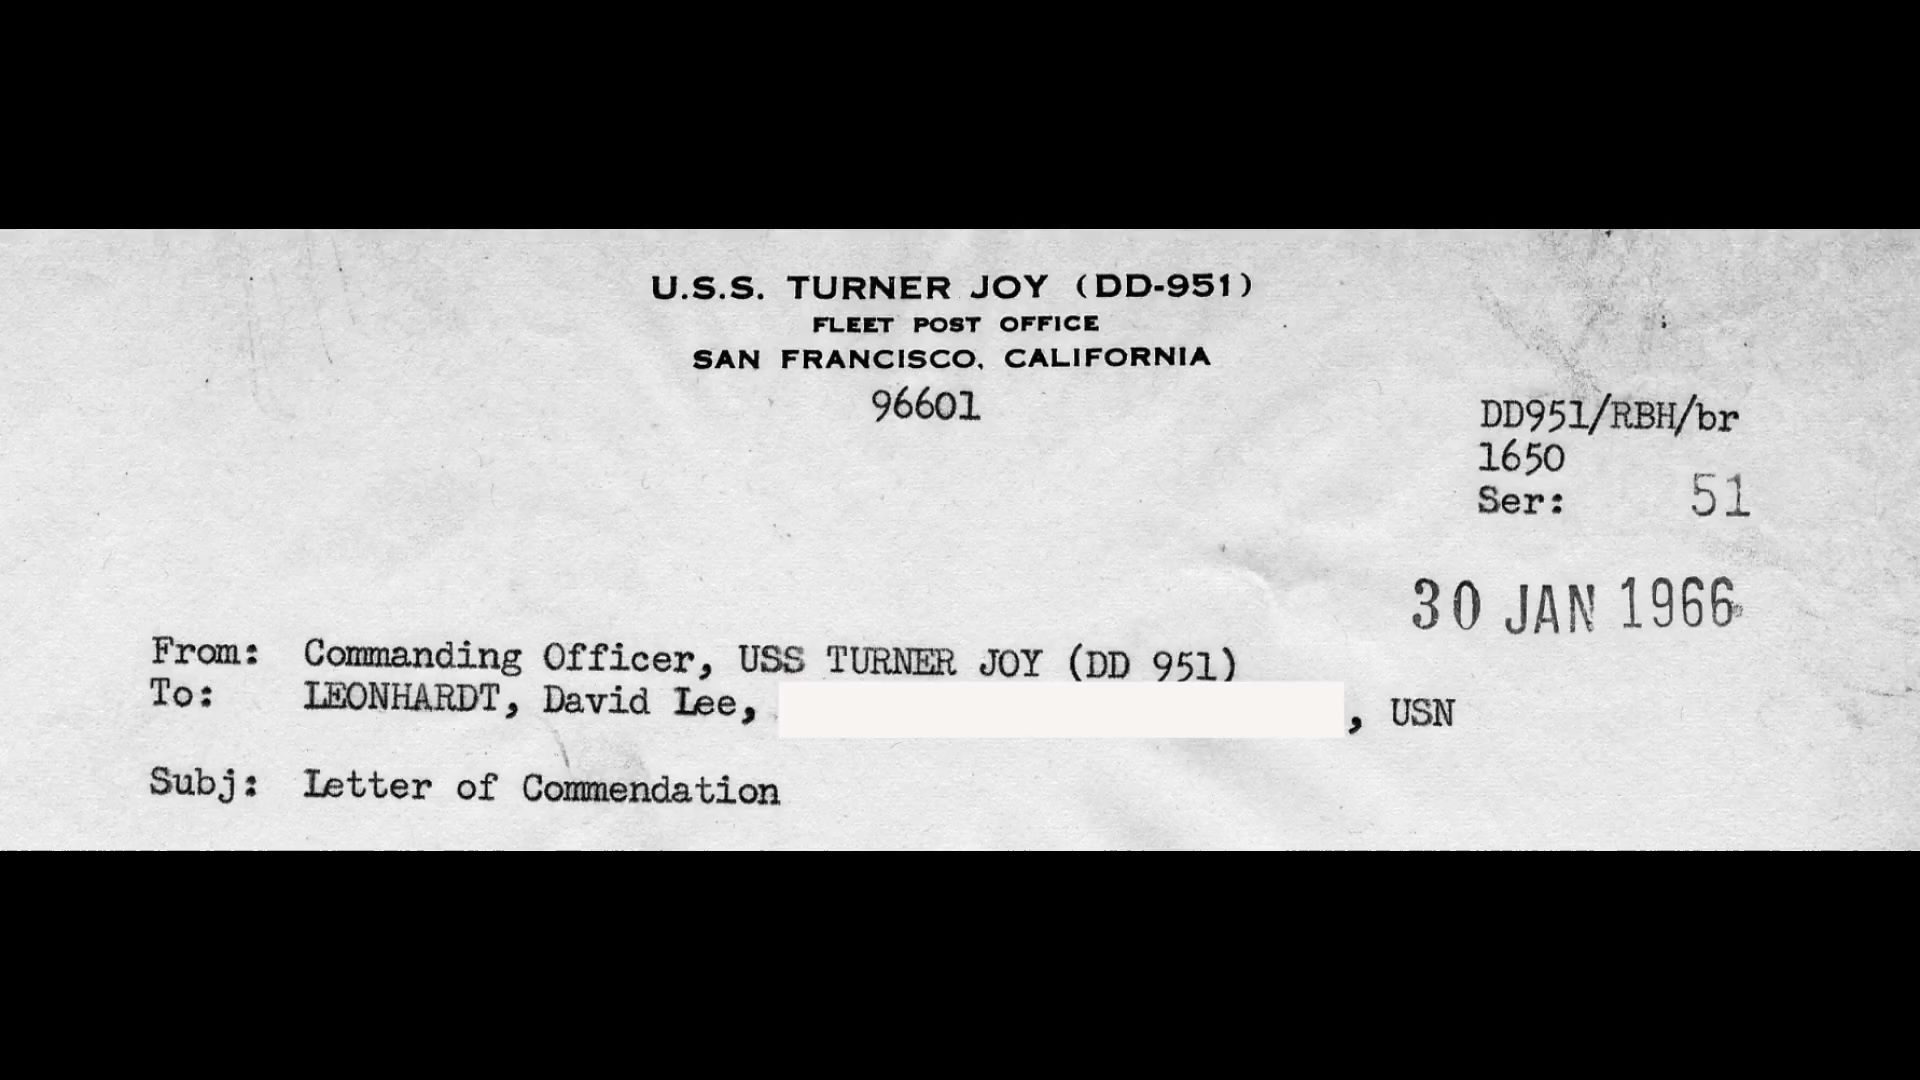 U.S.S. TURNER JOY (DD-951)
FLEET POST OFFICE
SAN FRANCISCO, CALIFORNIA
96601
DD951/RBH/br
1650
Ser: 51
30 JAN 1966
From: Commanding Officer, USS TURNER JOY (DD 951)
To: LEONHARDT, David Lee, , USN
Subj: Letter of Commendation